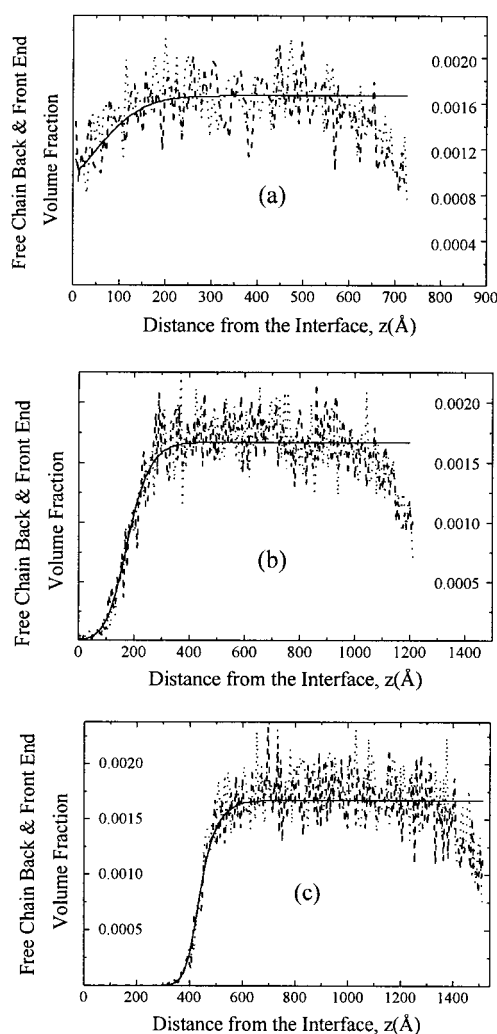 Free Chain Back & Front End
Volume Fraction
0.0020
0.0016
0.0012
0.0008
0.0004
(a)
0 100 200 300 400 500 600 700 800 900
Distance from the Interface, z(Å)
Free Chain Back & Front End
Volume Fraction
0.0020
0.0015
0.0010
0.0005
(b)
0 200 400 600 800 1000 1200 1400
Distance from the Interface, z(Å)
Free Chain Back & Front End
Volume Fraction
0.0020
0.0015
0.0010
0.0005
(c)
0 200 400 600 800 1000 1200 1400
Distance from the Interface, z(Å)